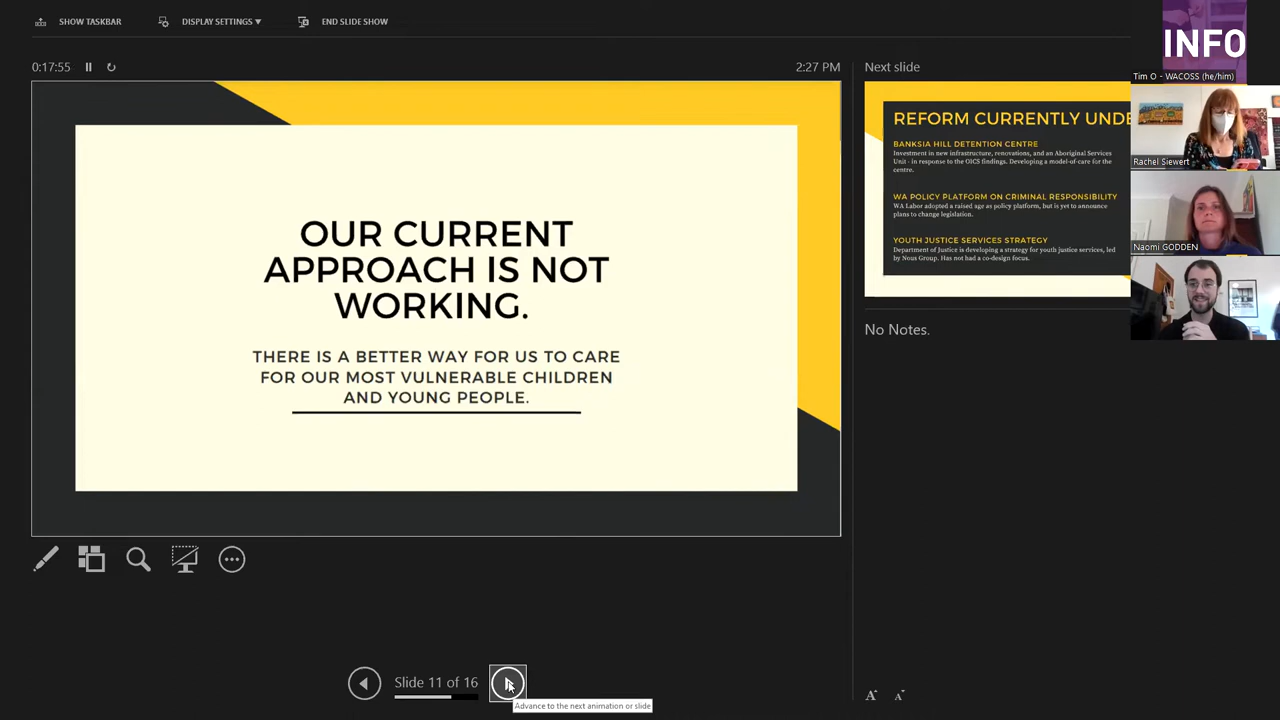 SHOW TASKBAR
DISPLAY SETTINGS ▼
END SLIDE SHOW
0:17:55
2:27 PM
OUR CURRENT
APPROACH IS NOT
WORKING.
THERE IS A BETTER WAY FOR US TO CARE
FOR OUR MOST VULNERABLE CHILDREN
AND YOUNG PEOPLE.
Slide 11 of 16
Advance to the next animation or slide
Next slide
REFORM CURRENTLY UNDE
BANKSIA HILL DETENTION CENTRE
Investment in new infrastructure, renovations, and an Aboriginal Services
Unit - in response to the OICS findings. Developing a model-of-care for the
centre.
WA POLICY PLATFORM ON CRIMINAL RESPONSIBILITY
WA Labor adopted a raised age as policy platform, but is yet to announce
plans to change legislation.
YOUTH JUSTICE SERVICES STRATEGY
Department of Justice is developing a strategy for youth justice services, led
by Nous Group. Has not had a co-design focus.
No Notes.
A A
INFO
Tim O - WACOSS (he/him)
Rachel Siewert
Naomi GODDEN